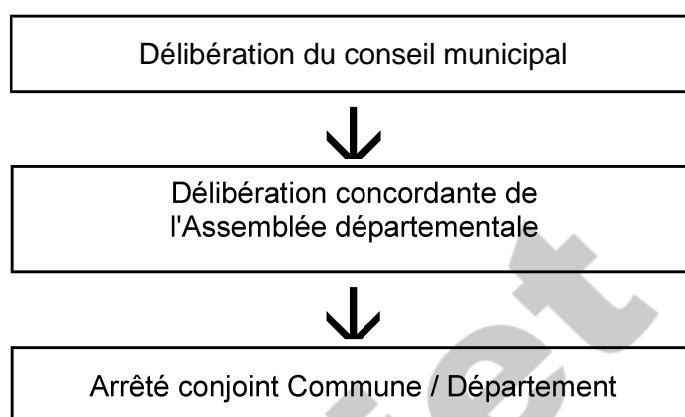 Délibération du conseil municipal
Délibération concordante de
l'Assemblée départementale
Arrêté conjoint Commune / Département